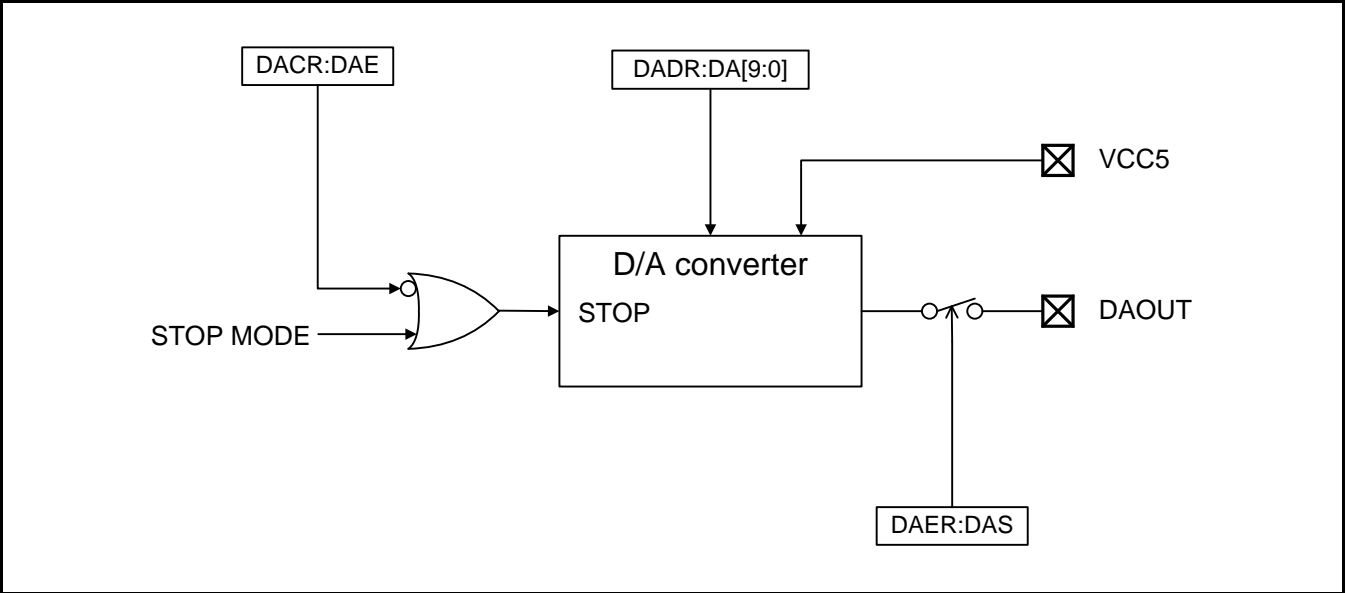 DACR:DAE
DADR:DA[9:0]
VCC5
D/A converter
STOP
DAOUT
STOP MODE
DAER:DAS